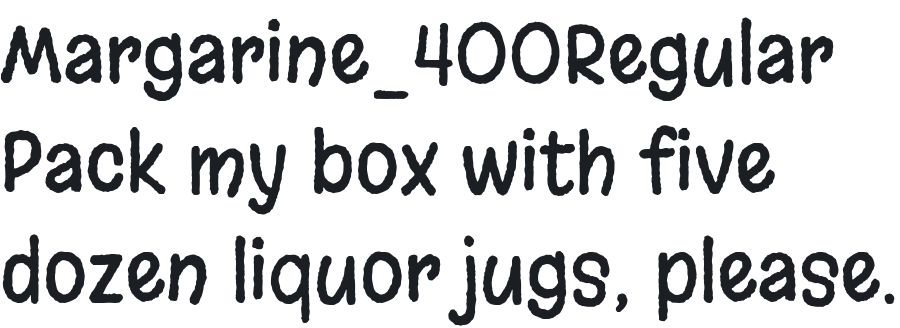 Margarine_400Regular
Pack my box with five
dozen liquor jugs, please.